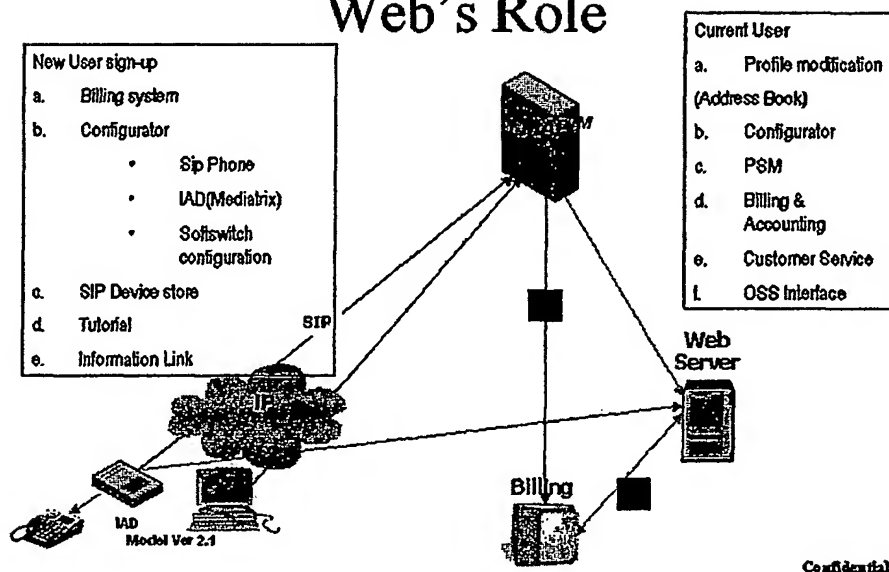 Web's Role
New User sign-up
a. Billing system
b. Configurator
• Sip Phone
• IAD(Mediatrix)
• Softswitch
configuration
c. SIP Device store
d. Tutorial
e. Information Link
Current User
a. Profile modification
(Address Book)
b. Configurator
c. PSM
d. Billing &
Accounting
e. Customer Service
f. OSS Interface
SIP
IP
Web
Server
Billing
IAD
Model Ver 2.1
Confidential